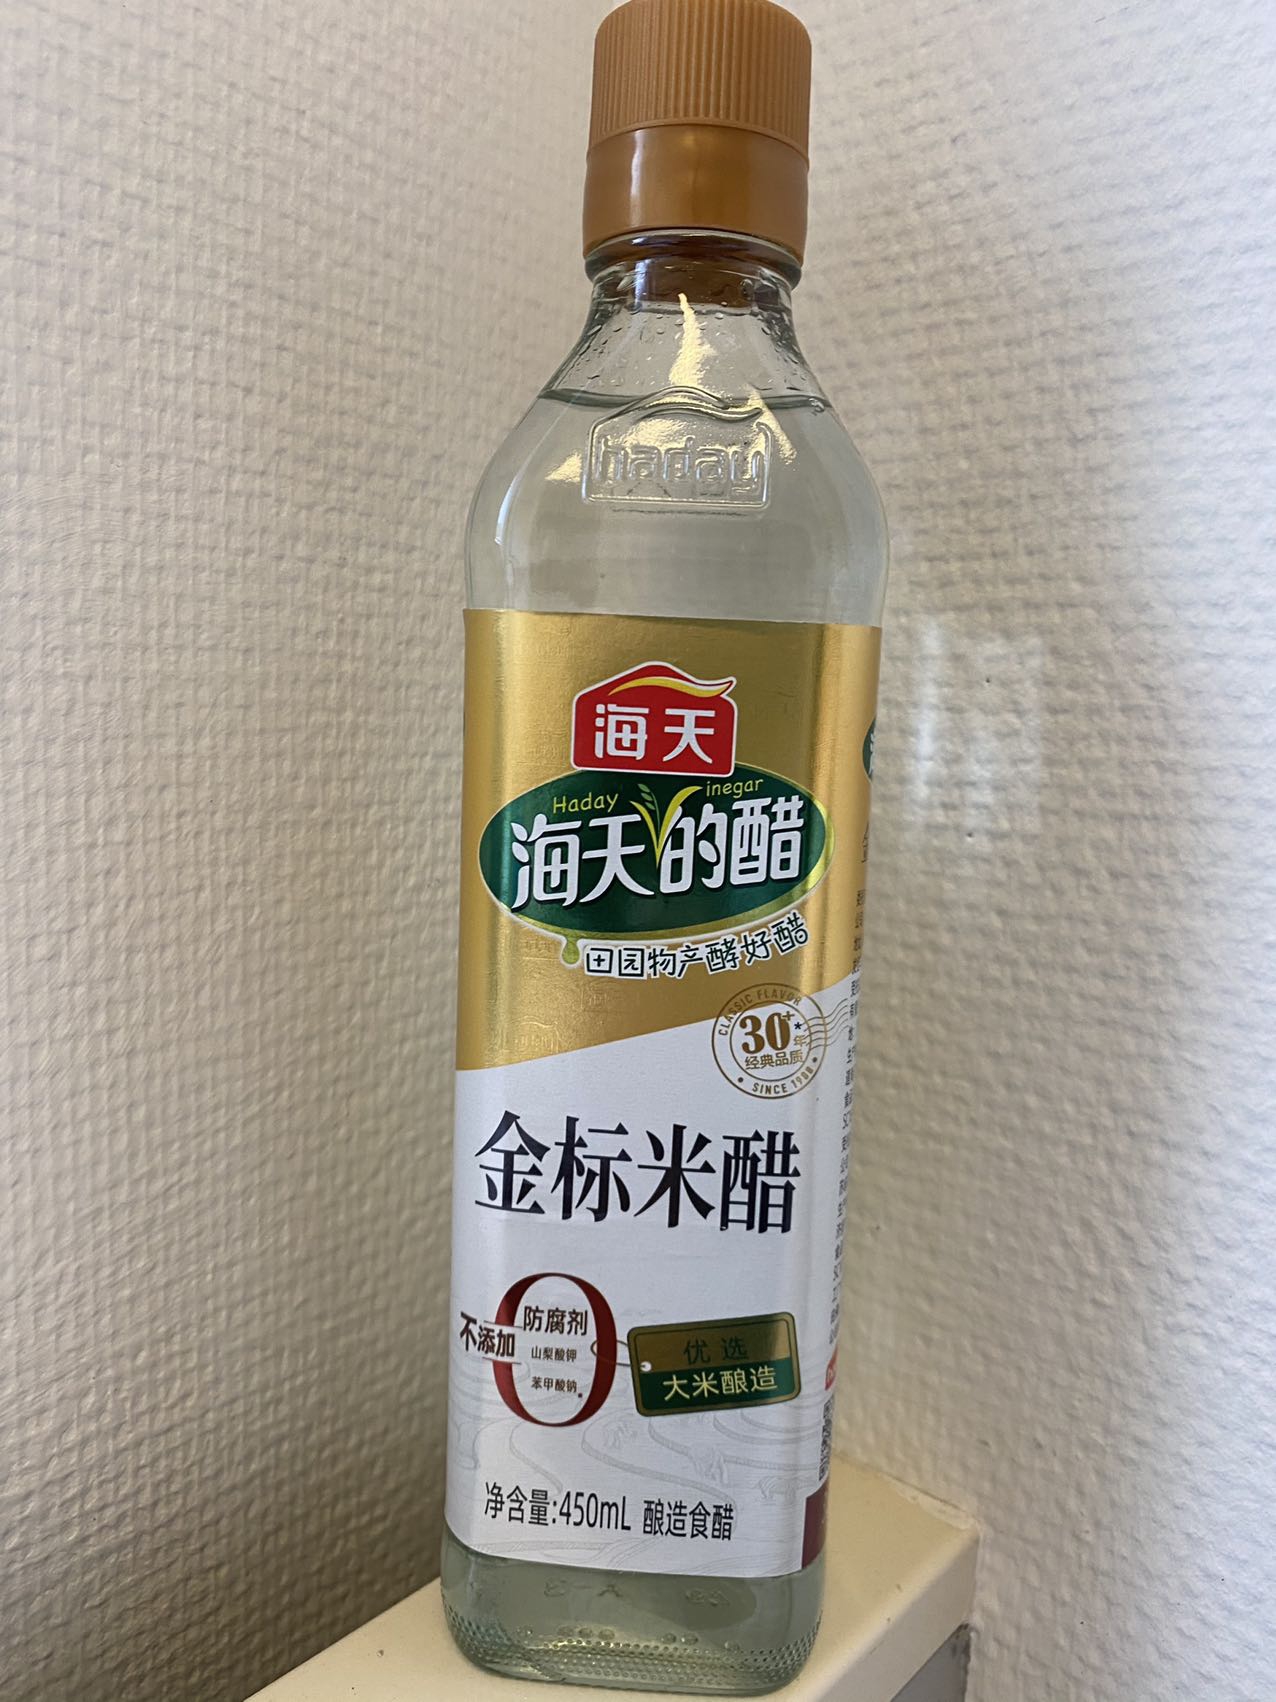 haday
海天
Haday Vinegar
海天的醋
田园物产酵好醋
CLASSIC FLAVOR
30+*年
经典品质
SINCE 1908
金标米醋
不添加
0
防腐剂
山梨酸钾
苯甲酸钠
优选
大米酿造
净含量:450mL 酿造食醋